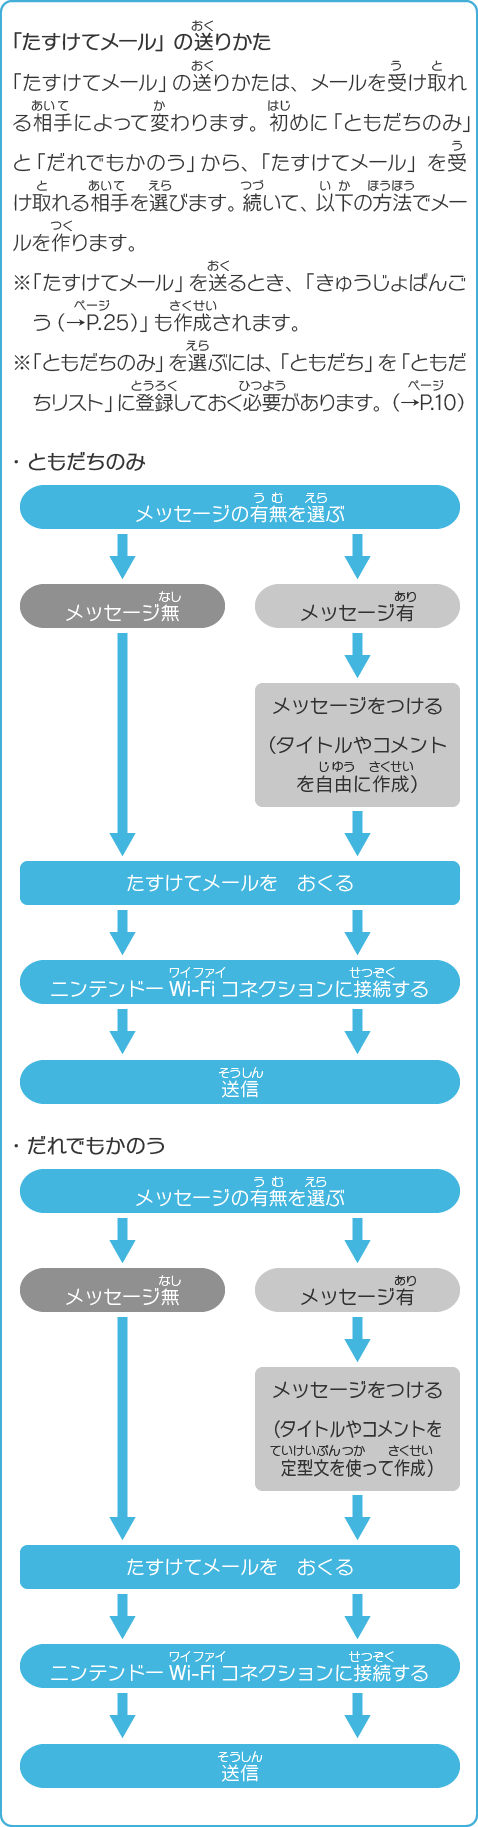 「たすけてメール」の送りかた
「たすけてメール」の送りかたは、メールを受け取れ
る相手によって変わります。初めに「ともだちのみ」
と「だれでもかのう」から、「たすけてメール」を受
け取れる相手を選びます。続いて、以下の方法でメー
ルを作ります。
※「たすけてメール」を送るとき、「きゅうじょばんご
う（→P.25）」も作成されます。
※「ともだちのみ」を選ぶには、「ともだち」を「ともだ
ちリスト」に登録しておく必要があります。（→P.10）
・ともだちのみ
メッセージの有無を選ぶ
メッセージ無
メッセージ有
メッセージをつける
（タイトルやコメント
を自由に作成）
たすけてメールを　おくる
ニンテンドー Wi-Fi コネクションに接続する
送信
・だれでもかのう
メッセージの有無を選ぶ
メッセージ無
メッセージ有
メッセージをつける
（タイトルやコメントを
定型文を使って作成）
たすけてメールを　おくる
ニンテンドー Wi-Fi コネクションに接続する
送信